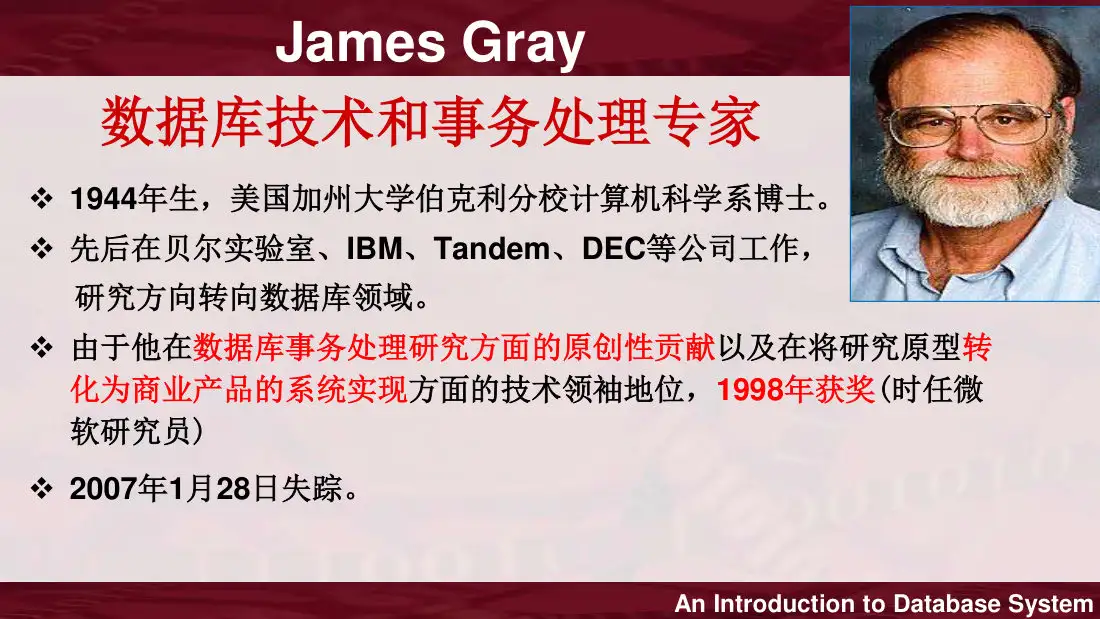 James Gray
数据库技术和事务处理专家
❖ 1944年生，美国加州大学伯克利分校计算机科学系博士。
❖ 先后在贝尔实验室、IBM、Tandem、DEC等公司工作，
研究方向转向数据库领域。
❖ 由于他在数据库事务处理研究方面的原创性贡献以及在将研究原型转
化为商业产品的系统实现方面的技术领袖地位，1998年获奖(时任微
软研究员)
❖ 2007年1月28日失踪。
An Introduction to Database System